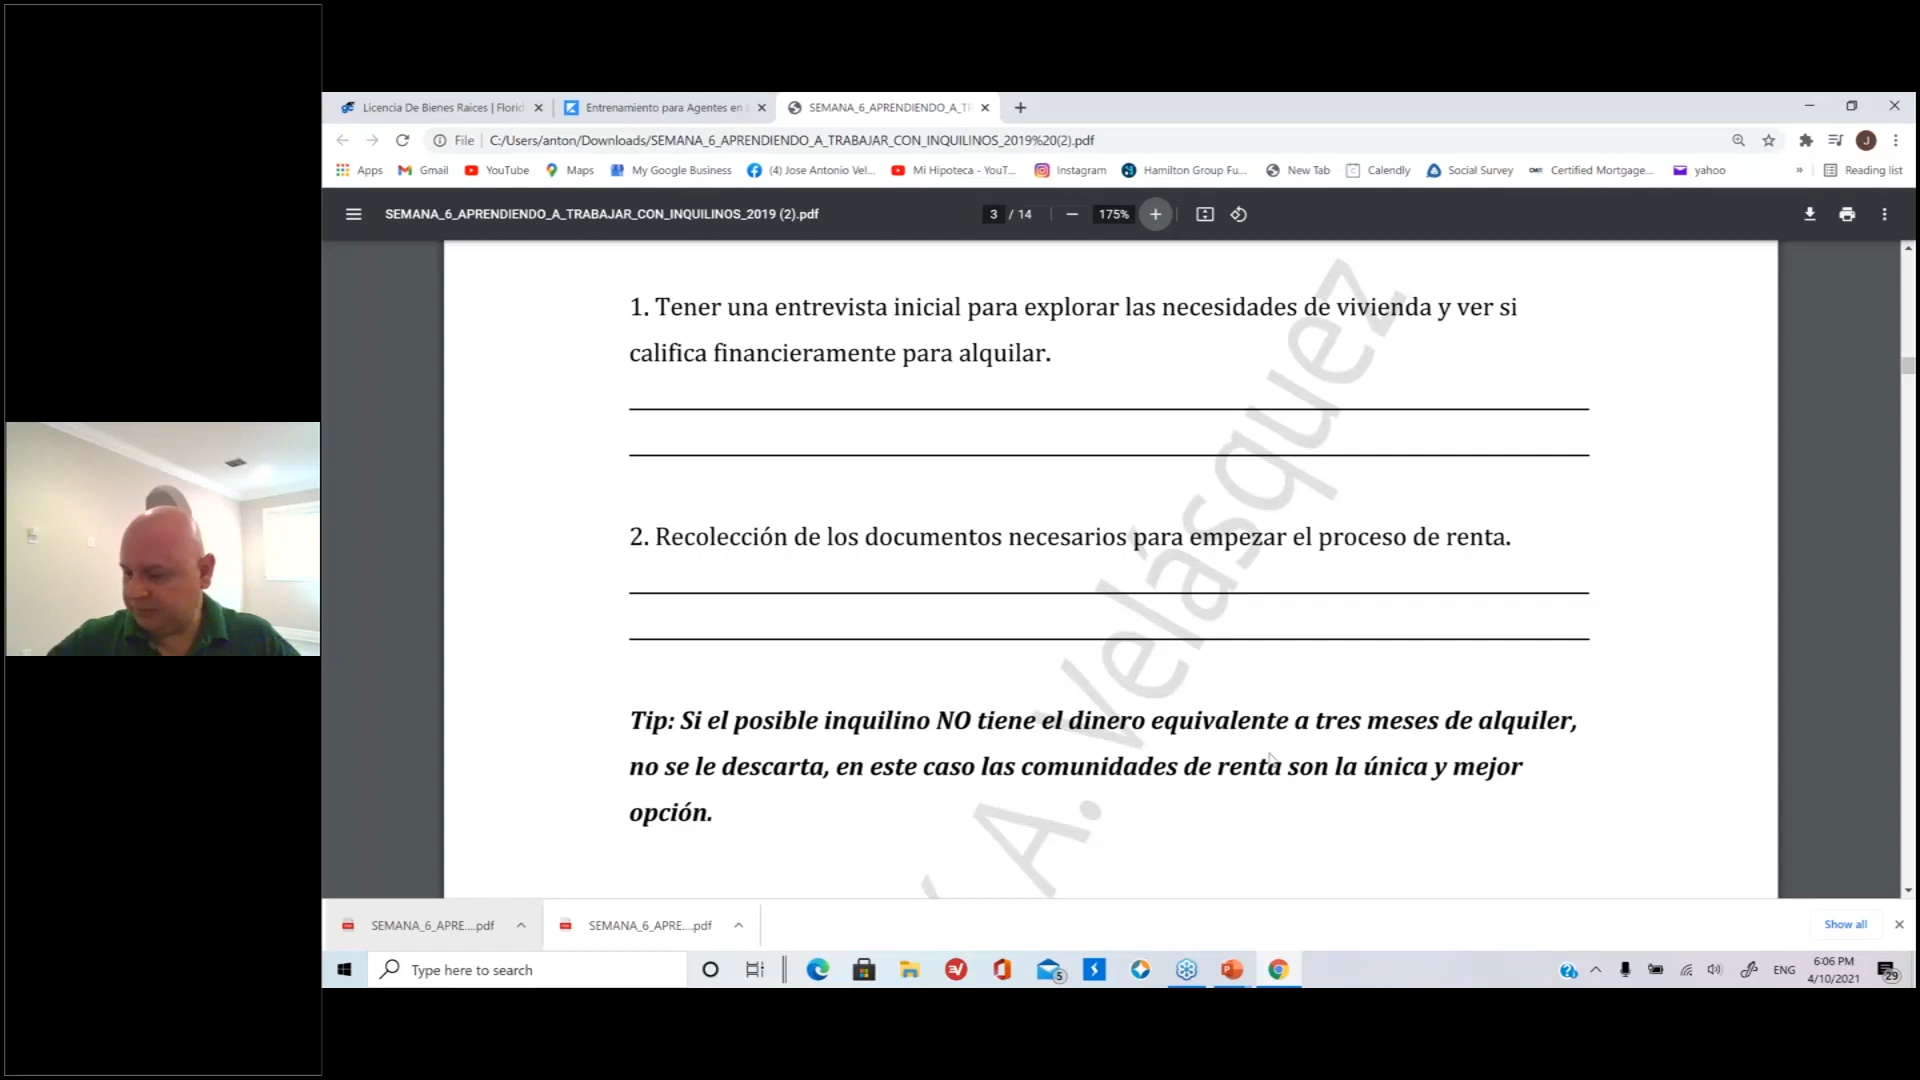 Licencia De Bienes Raices | Florid
Entrenamiento para Agentes en
SEMANA_6_APRENDIENDO_A_TR
File
C:/Users/anton/Downloads/SEMANA_6_APRENDIENDO_A_TRABAJAR_CON_INQUILINOS_2019%20(2).pdf
J
Apps
Gmail
YouTube
Maps
My Google Business
(4) Jose Antonio Vel...
Mi Hipoteca - YouT...
Instagram
Hamilton Group Fu...
New Tab
Calendly
Social Survey
Certified Mortgage...
yahoo
»
Reading list
SEMANA_6_APRENDIENDO_A_TRABAJAR_CON_INQUILINOS_2019 (2).pdf
3 / 14
175%
1. Tener una entrevista inicial para explorar las necesidades de vivienda y ver si
califica financieramente para alquilar.
2. Recolección de los documentos necesarios para empezar el proceso de renta.
Tip: Si el posible inquilino NO tiene el dinero equivalente a tres meses de alquiler,
no se le descarta, en este caso las comunidades de renta son la única y mejor
opción.
A. Velásquez
SEMANA_6_APRE....pdf
SEMANA_6_APRE....pdf
Show all
Type here to search
5
ENG
6:06 PM
4/10/2021
29